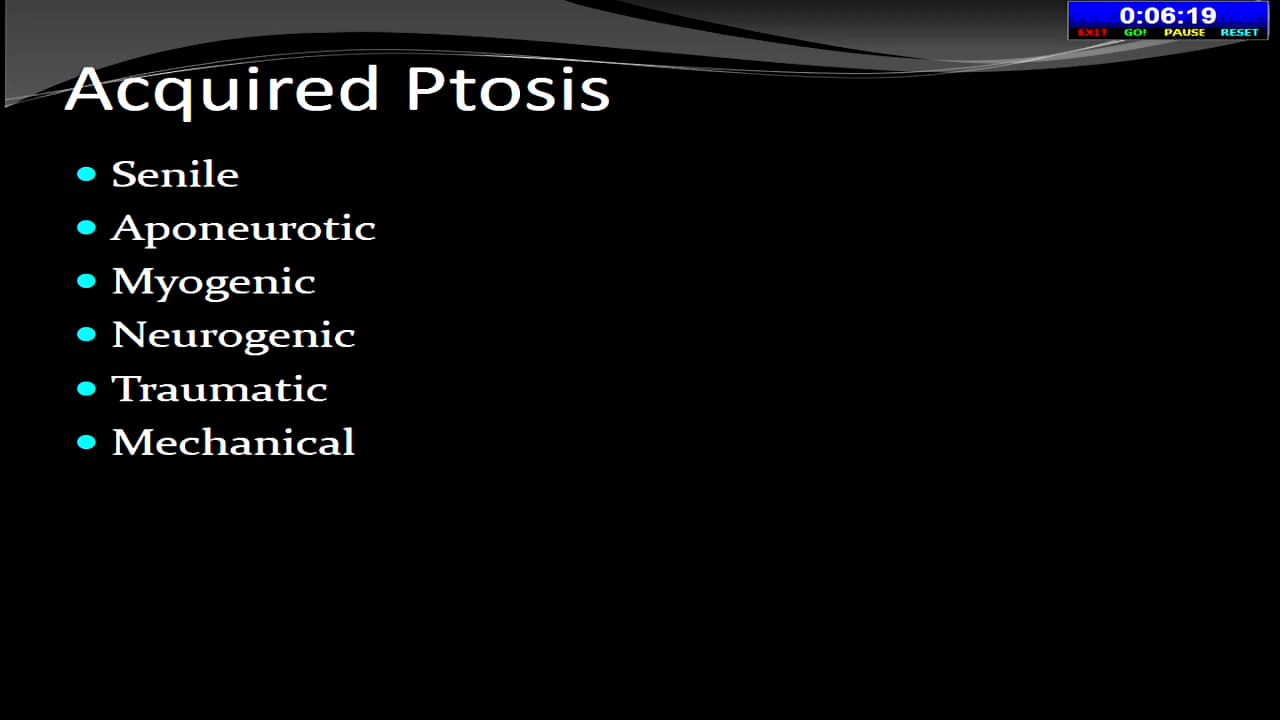 0:06:19
EXIT GO! PAUSE RESET
Acquired Ptosis
Senile
Aponeurotic
Myogenic
Neurogenic
Traumatic
Mechanical